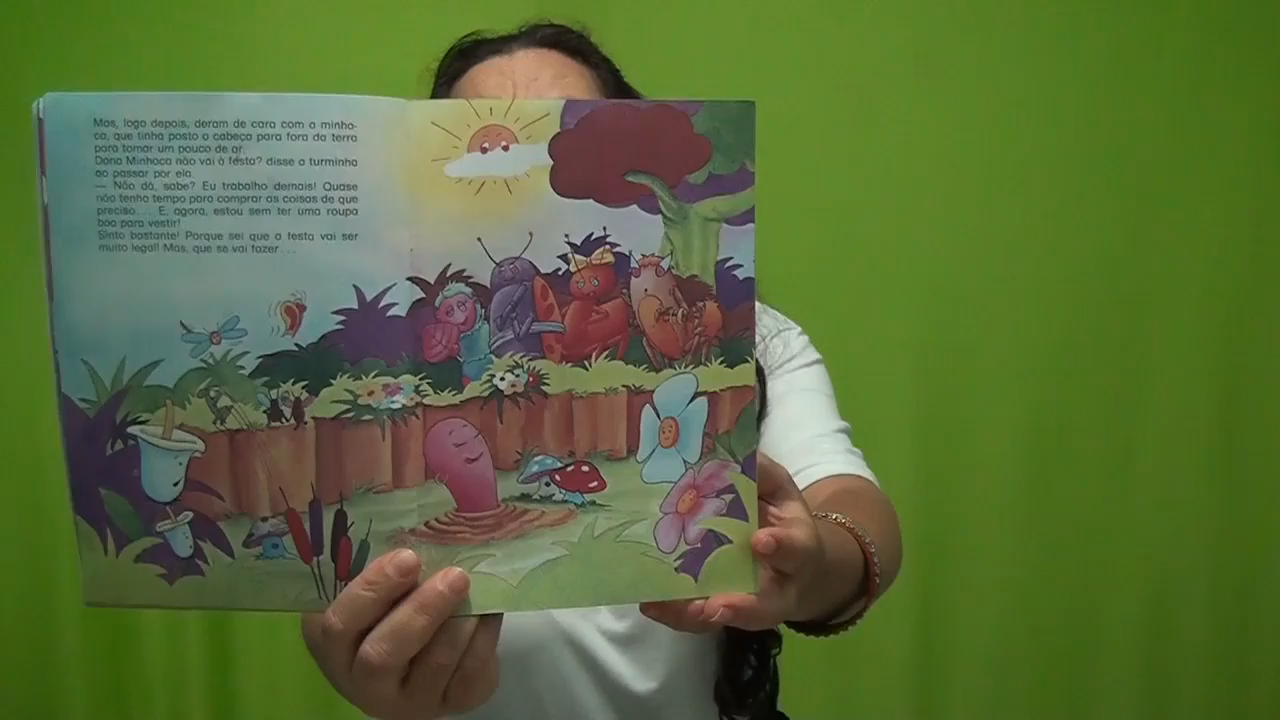 Mas, logo depois, deram de cara com a minho-
ca, que tinha posto a cabeça para fora da terra
para tomar um pouco de ar.
Dona Minhoca não vai à festa? disse a turminha
ao passar por ela.
— Não dá, sabe? Eu trabalho demais! Quase
não tenho tempo para comprar as coisas de que
preciso.... E, agora, estou sem ter uma roupa
boa para vestir!
Sinto bastante! Porque sei que a festa vai ser
muito legal! Mas, que se vai fazer...